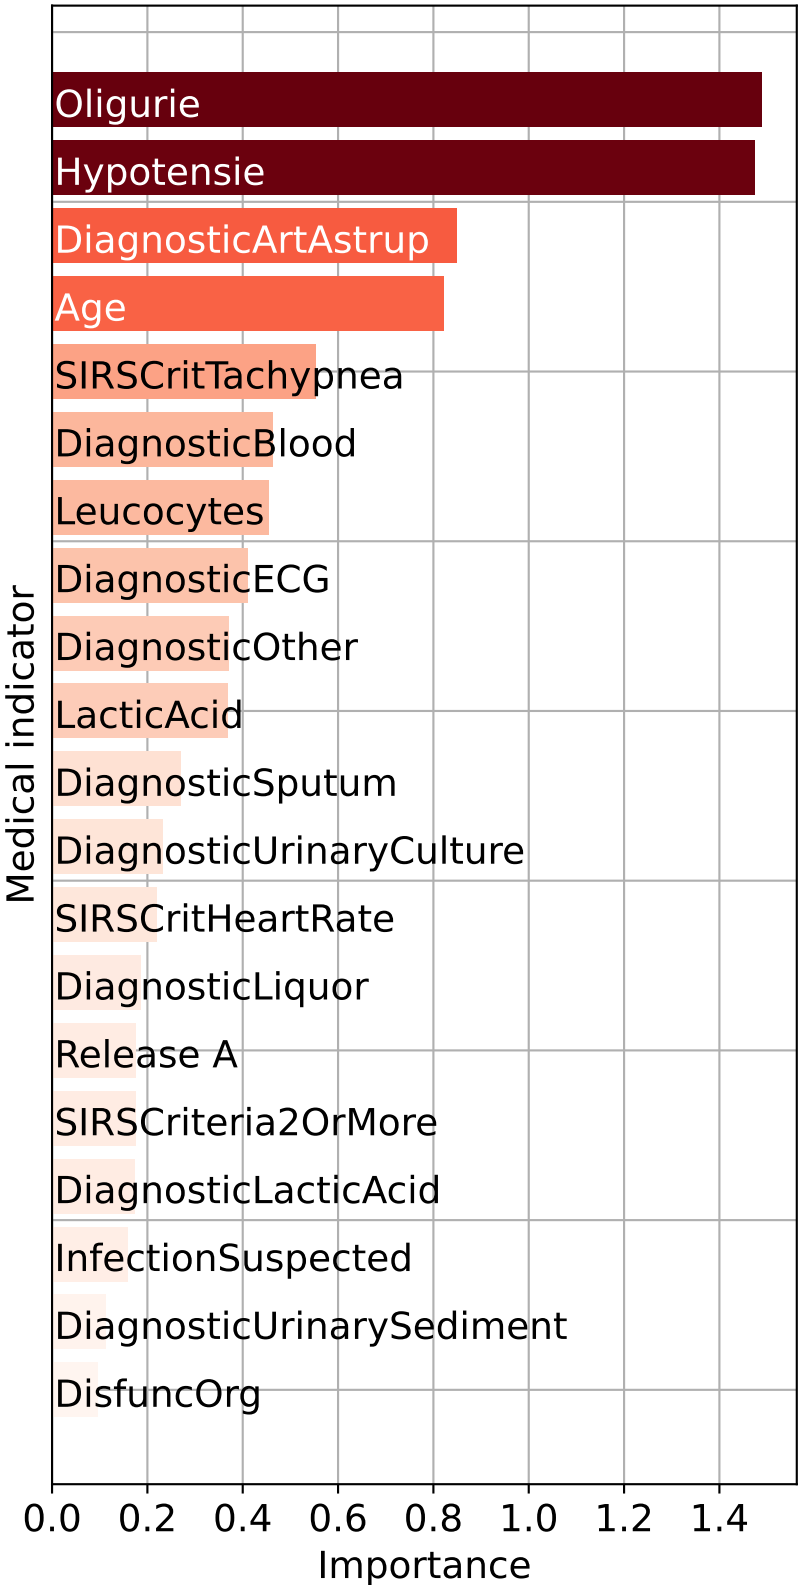 Oligurie
Hypotensie
DiagnosticArtAstrup
Age
SIRSCritTachypnea
DiagnosticBlood
Leucocytes
DiagnosticECG
DiagnosticOther
LacticAcid
DiagnosticSputum
DiagnosticUrinaryCulture
SIRSCritHeartRate
DiagnosticLiquor
Release A
SIRSCriteria2OrMore
DiagnosticLacticAcid
InfectionSuspected
DiagnosticUrinarySediment
DisfuncOrg
Medical indicator
0.0 0.2 0.4 0.6 0.8 1.0 1.2 1.4
Importance